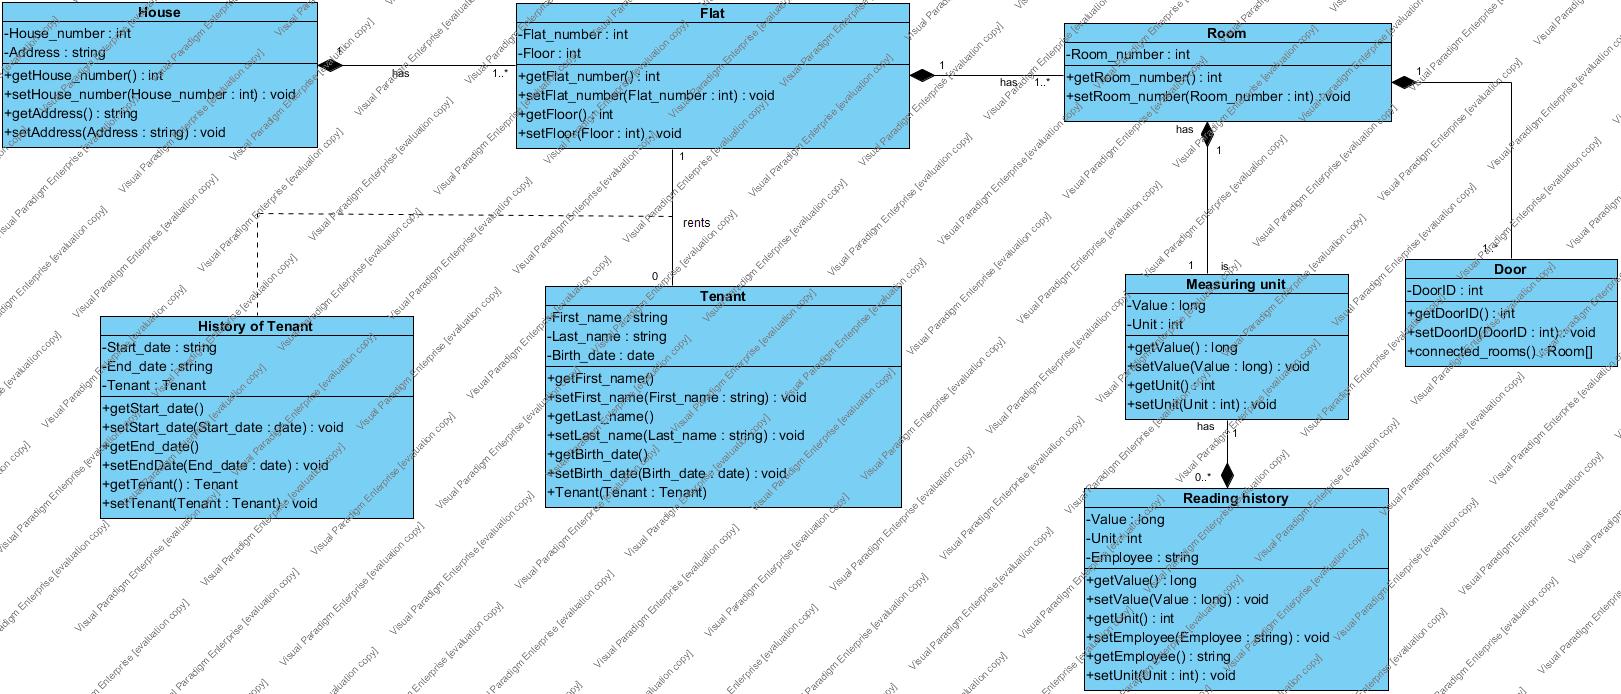 House
-House_number : int
-Address : string
+getHouse_number() : int
+setHouse_number(House_number : int) : void
+getAddress() : string
+setAddress(Address : string) : void
1
has
1..*
Flat
-Flat_number : int
-Floor : int
+getFlat_number() : int
+setFlat_number(Flat_number : int) : void
+getFloor() : int
+setFloor(Floor : int) : void
1
has
1..*
Room
-Room_number : int
+getRoom_number() : int
+setRoom_number(Room_number : int) : void
1
1
has
1
1
is
1
rents
0
History of Tenant
-Start_date : string
-End_date : string
-Tenant : Tenant
+getStart_date()
+setStart_date(Start_date : date) : void
+getEnd_date()
+setEndDate(End_date : date) : void
+getTenant() : Tenant
+setTenant(Tenant : Tenant) : void
Tenant
-First_name : string
-Last_name : string
-Birth_date : date
+getFirst_name()
+setFirst_name(First_name : string) : void
+getLast_name()
+setLast_name(Last_name : string) : void
+getBirth_date()
+setBirth_date(Birth_date : date) : void
+Tenant(Tenant : Tenant)
Measuring unit
-Value : long
-Unit : int
+getValue() : long
+setValue(Value : long) : void
+getUnit() : int
+setUnit(Unit : int) : void
Door
-DoorID : int
+getDoorID() : int
+setDoorID(DoorID : int) : void
+connected_rooms() : Room[]
has
1
0..*
Reading history
-Value : long
-Unit : int
-Employee : string
+getValue() : long
+setValue(Value : long) : void
+getUnit() : int
+setEmployee(Employee : string) : void
+getEmployee() : string
+setUnit(Unit : int) : void
Visual Paradigm Enterprise [evaluation copy]